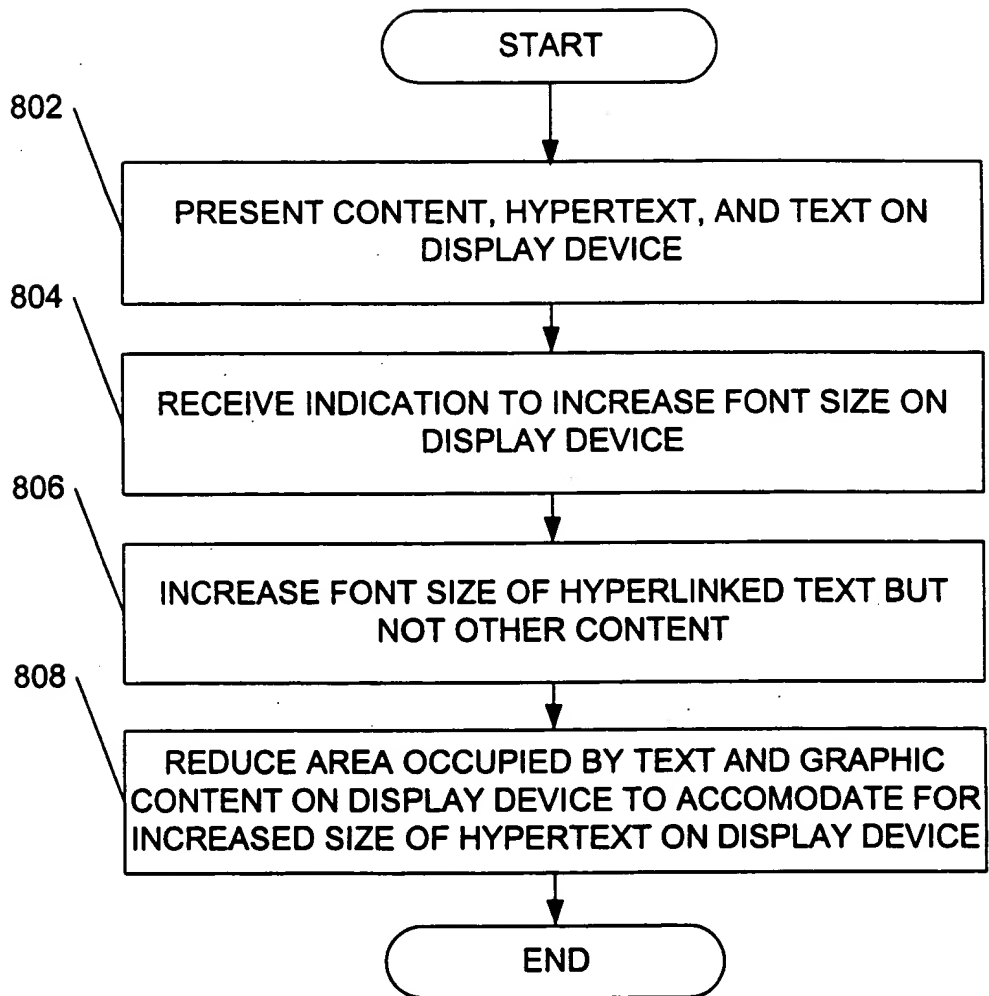 START
802
PRESENT CONTENT, HYPERTEXT, AND TEXT ON
DISPLAY DEVICE
804
RECEIVE INDICATION TO INCREASE FONT SIZE ON
DISPLAY DEVICE
806
INCREASE FONT SIZE OF HYPERLINKED TEXT BUT
NOT OTHER CONTENT
808
REDUCE AREA OCCUPIED BY TEXT AND GRAPHIC
CONTENT ON DISPLAY DEVICE TO ACCOMODATE FOR
INCREASED SIZE OF HYPERTEXT ON DISPLAY DEVICE
END